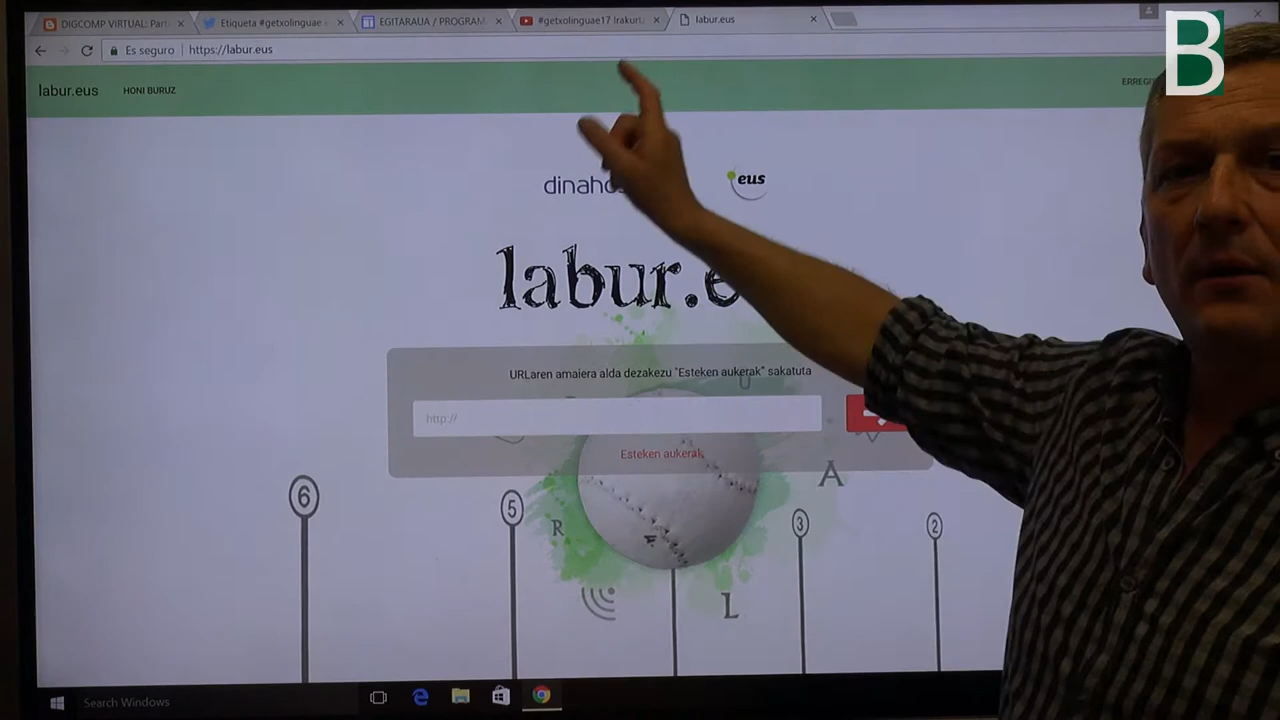 DIGCOMP VIRTUAL: Part
Etiqueta #getxolinguae
EGITARAUA / PROGRAM
#getxolinguae17 Irakurt
labur.eus
Es seguro
https://labur.eus
labur.eus
HONI BURUZ
B
.eus
labur.e
URLaren amaiera alda dezakezu "Esteken aukerak" sakatuta
http://
Esteken aukerak
U
A
6
5
3
2
R
L
Search Windows